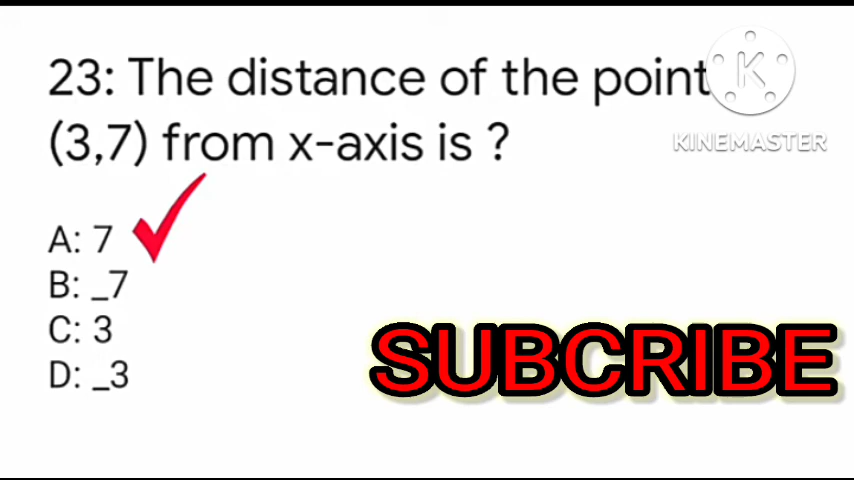 23: The distance of the point
(3,7) from x-axis is ?
K
KINEMASTER
A: 7
B: _7
C: 3
D: _3
SUBCRIBE